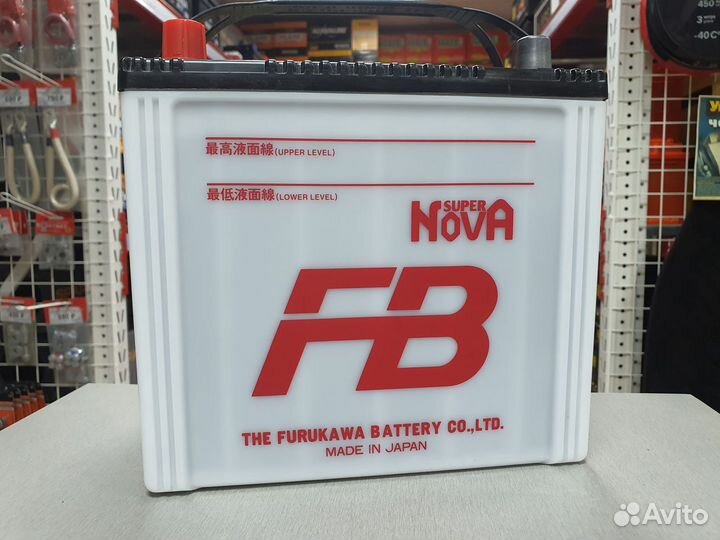 最高液面線(UPPER LEVEL)
最低液面線(LOWER LEVEL)
SUPER
NOVA
FB
THE FURUKAWA BATTERY CO.,LTD.
MADE IN JAPAN
-40C
Avito